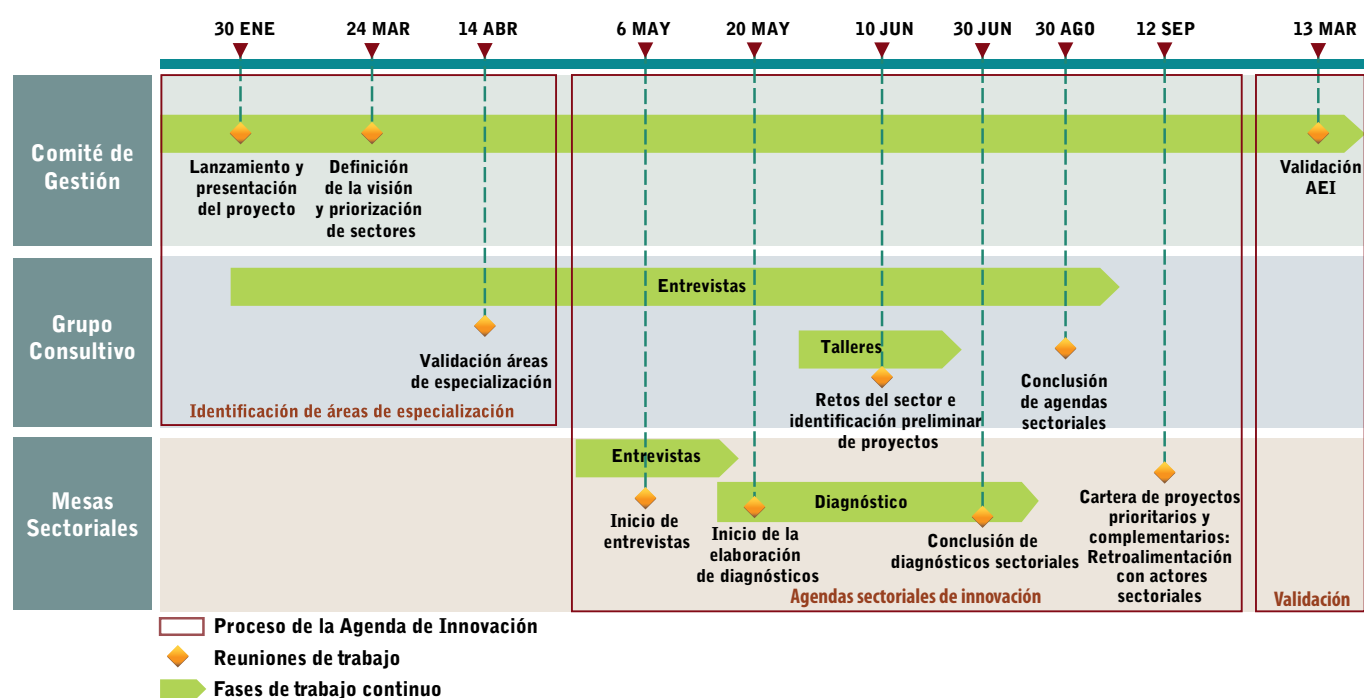 30 ENE
24 MAR
14 ABR
6 MAY
20 MAY
10 JUN
30 JUN
30 AGO
12 SEP
13 MAR
Comité de
Gestión
Lanzamiento y
presentación
del proyecto
Definición
de la visión
y priorización
de sectores
Validación
AEI
Grupo
Consultivo
Entrevistas
Validación áreas
de especialización
Talleres
Retos del sector e
identificación preliminar
de proyectos
Conclusión
de agendas
sectoriales
Identificación de áreas de especialización
Mesas
Sectoriales
Entrevistas
Inicio de
entrevistas
Diagnóstico
Inicio de la
elaboración
de diagnósticos
Conclusión de
diagnósticos sectoriales
Cartera de proyectos
prioritarios y
complementarios:
Retroalimentación
con actores
sectoriales
Agendas sectoriales de innovación
Validación
Proceso de la Agenda de Innovación
Reuniones de trabajo
Fases de trabajo continuo